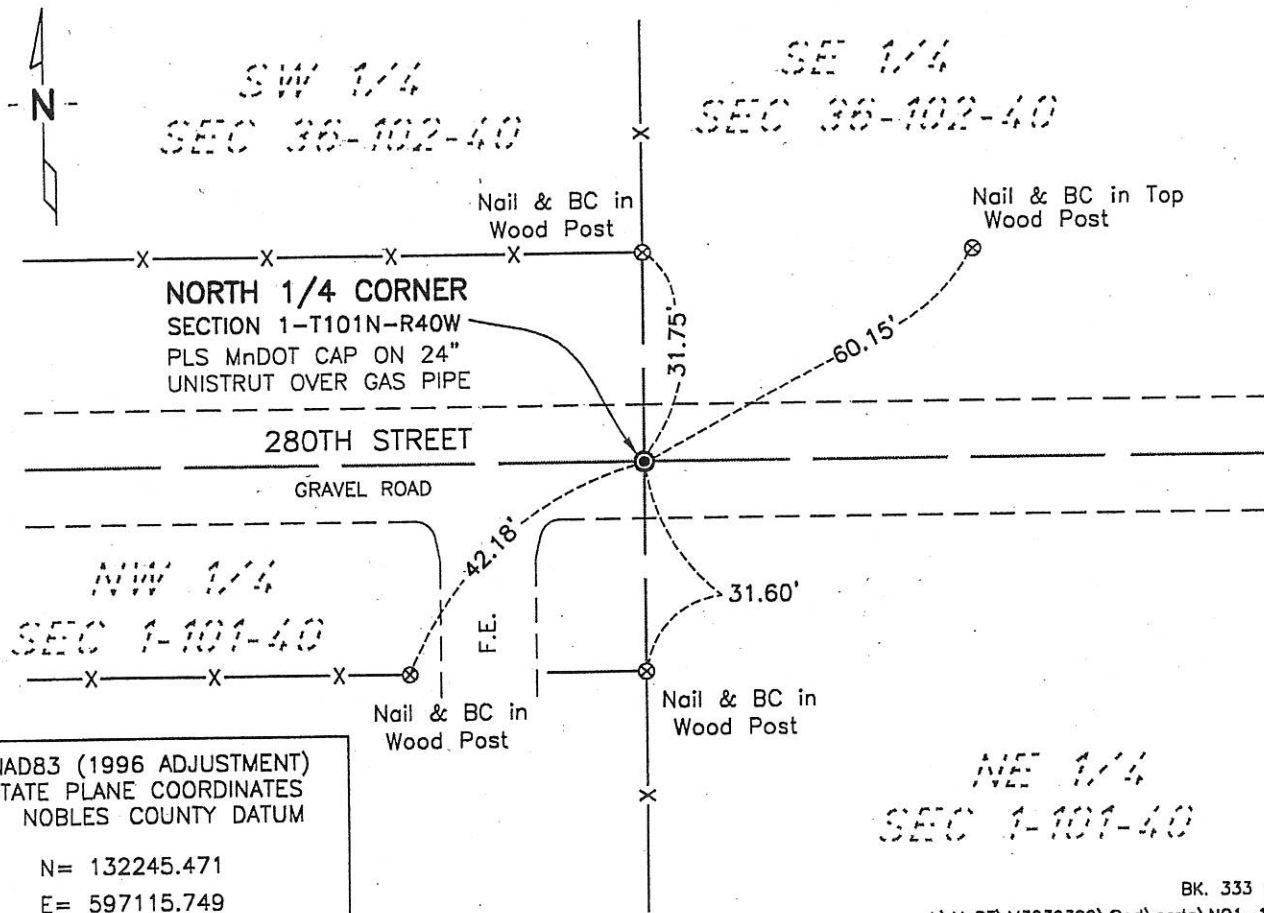 SW 1/4
SEC 36-102-40
SE 1/4
SEC 36-102-40
N
Nail & BC in
Wood Post
Nail & BC in Top
Wood Post
NORTH 1/4 CORNER
SECTION 1-T101N-R40W
PLS MnDOT CAP ON 24"
UNISTRUT OVER GAS PIPE
31.75'
60.15'
280TH STREET
GRAVEL ROAD
42.18'
31.60'
F.E.
NW 1/4
SEC 1-101-40
Nail & BC in
Wood Post
Nail & BC in
Wood Post
NAD83 (1996 ADJUSTMENT)
STATE PLANE COORDINATES
NOBLES COUNTY DATUM
N= 132245.471
E= 597115.749
NE 1/4
SEC 1-101-40
BK. 333